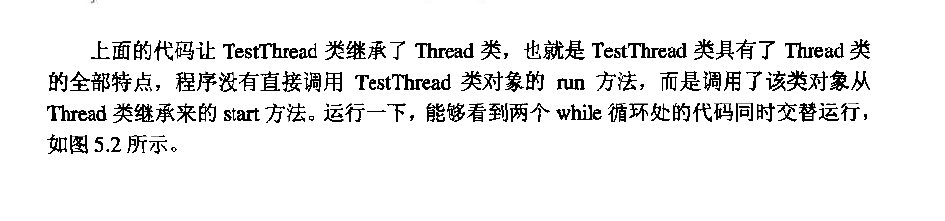 上面的代码让 TestThread 类继承了 Thread 类，也就是 TestThread 类具有了 Thread 类
的全部特点，程序没有直接调用 TestThread 类对象的 run 方法，而是调用了该类对象从
Thread 类继承来的 start 方法。运行一下，能够看到两个 while 循环处的代码同时交替运行，
如图 5.2 所示。